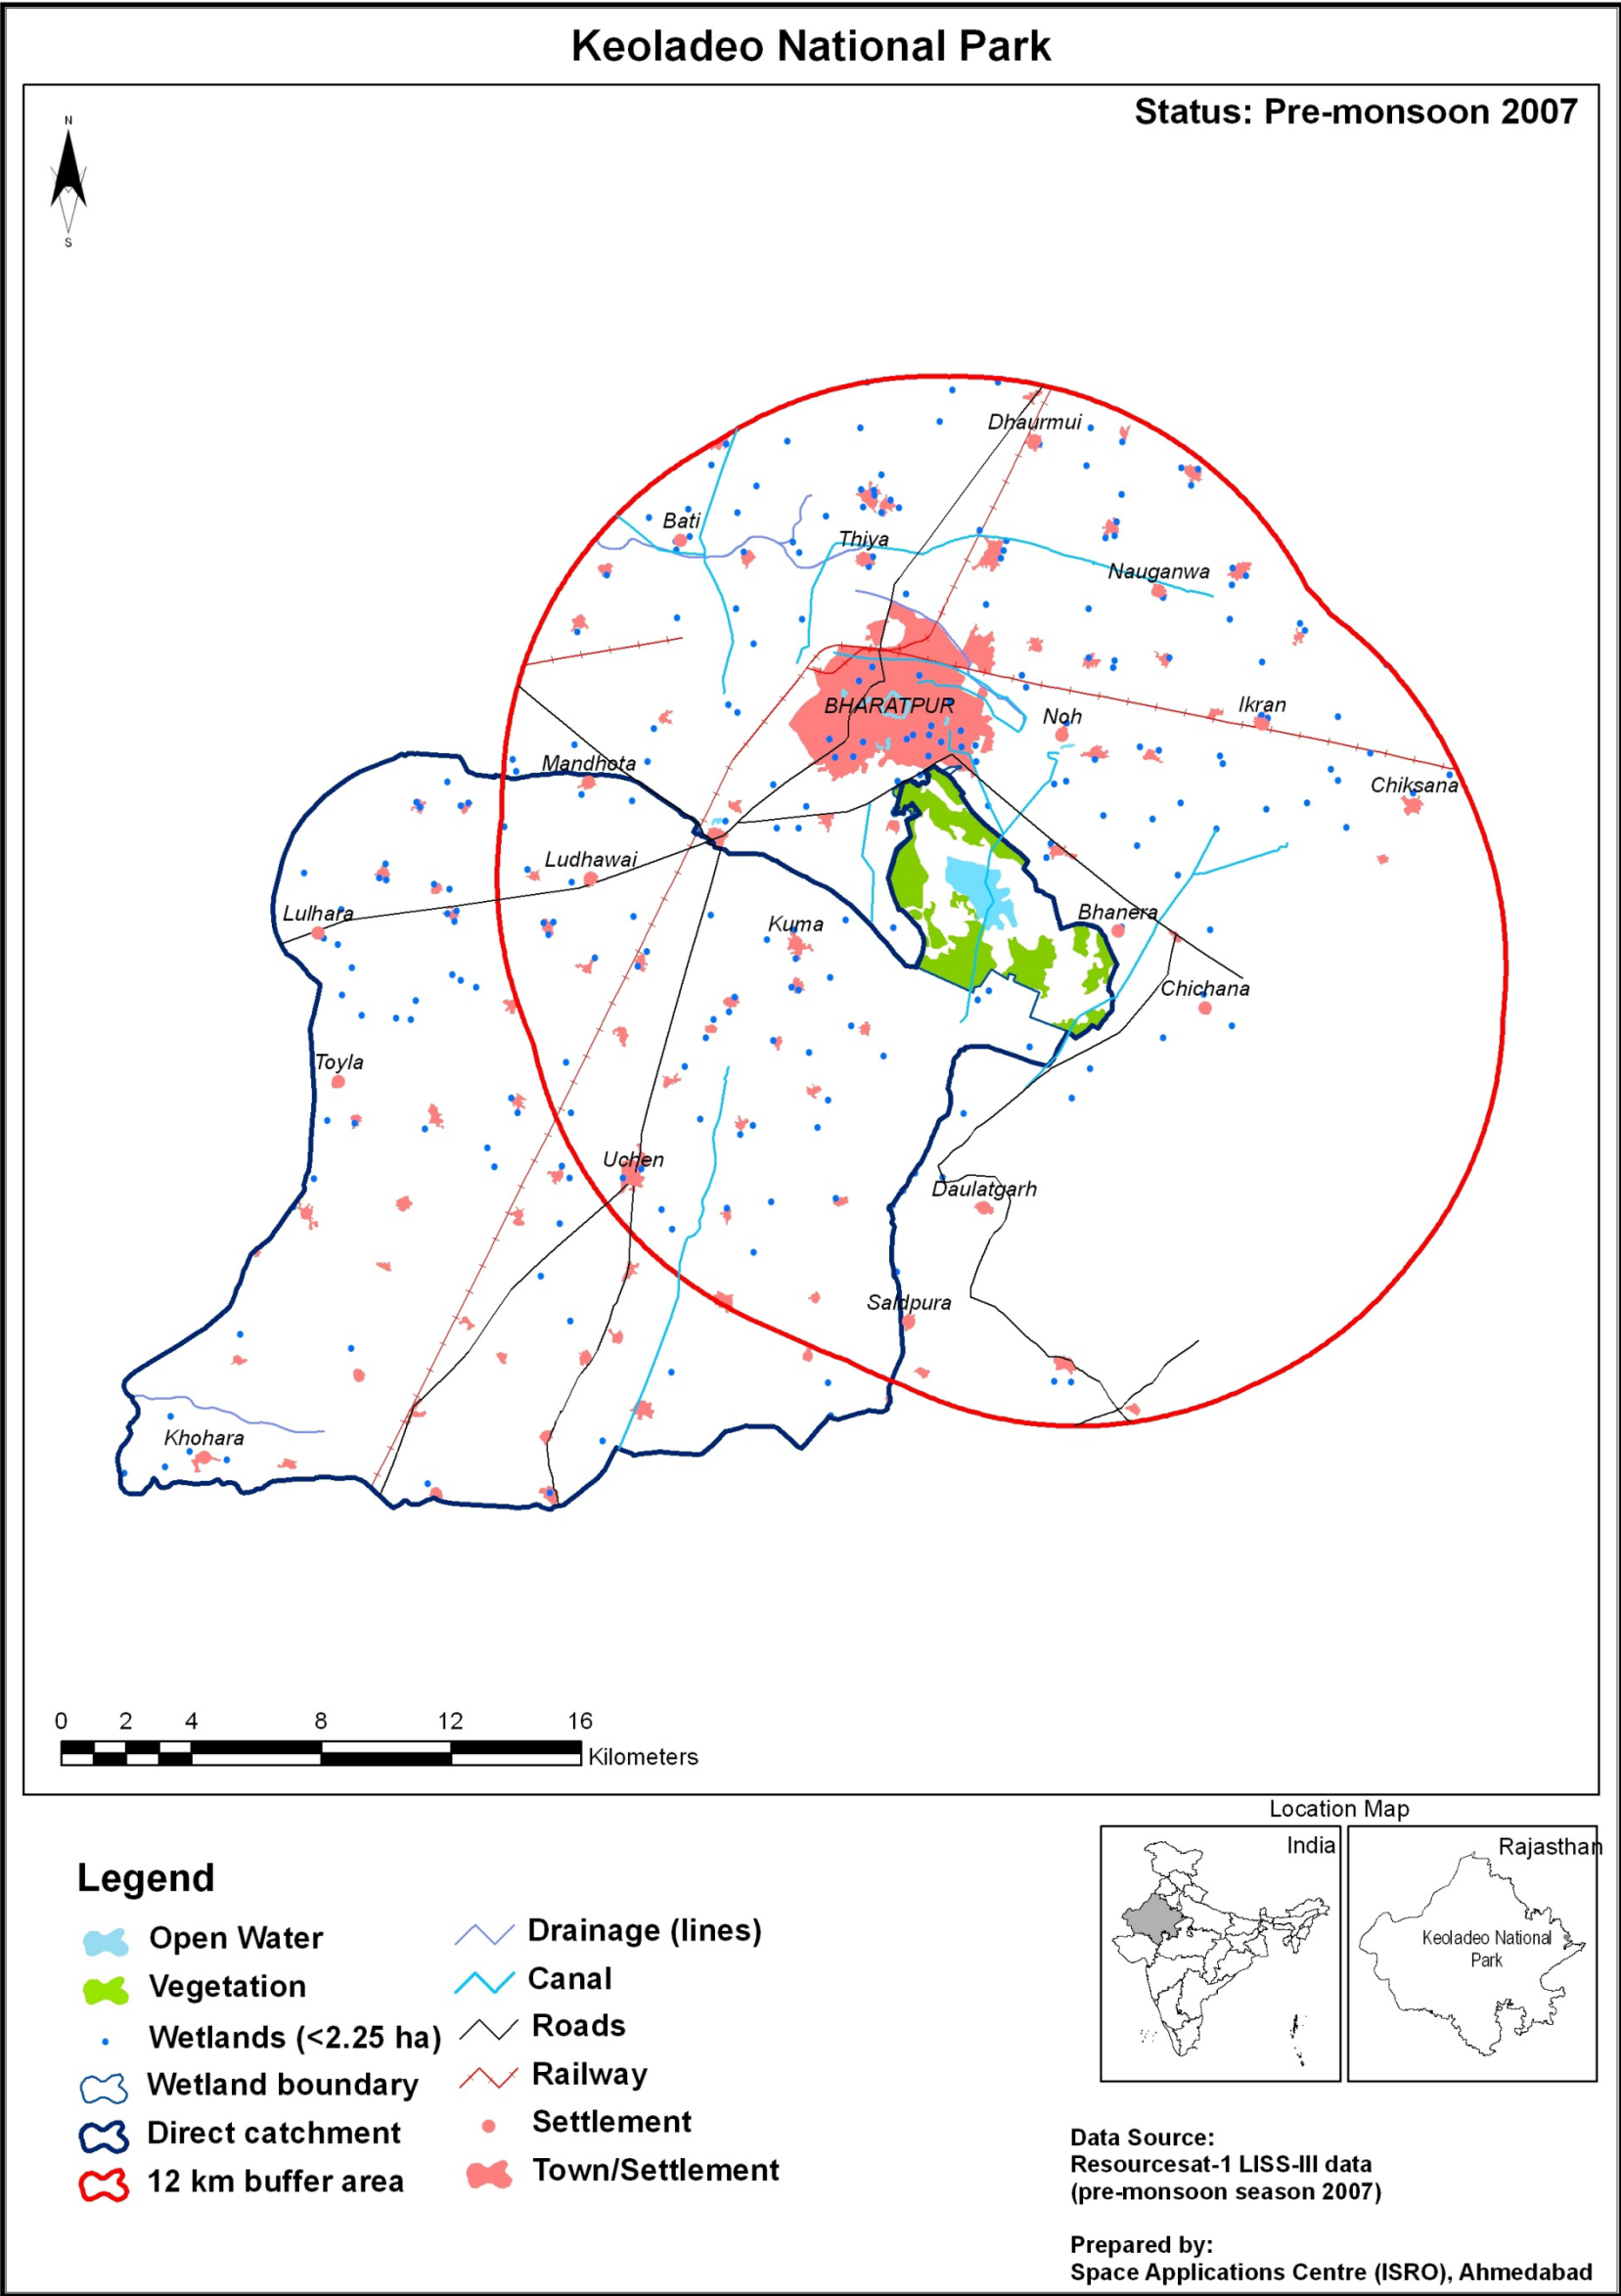 Keoladeo National Park
Status: Pre-monsoon 2007
N
S
Dhaurmui
Bati
Thiya
Nauganwa
BHARATPUR
Noh
Ikran
Mandhota
Chiksana
Ludhawai
Lulhara
Kuma
Bhanera
Chichana
Toyla
Uchen
Daulatgarh
Saidpura
Khohara
0 2 4 8 12 16
Kilometers
Location Map
India
Rajasthan
Keoladeo National
Park
Legend
Open Water
Vegetation
Wetlands (<2.25 ha)
Wetland boundary
Direct catchment
12 km buffer area
Drainage (lines)
Canal
Roads
Railway
Settlement
Town/Settlement
Data Source:
Resourcesat-1 LISS-III data
(pre-monsoon season 2007)
Prepared by:
Space Applications Centre (ISRO), Ahmedabad